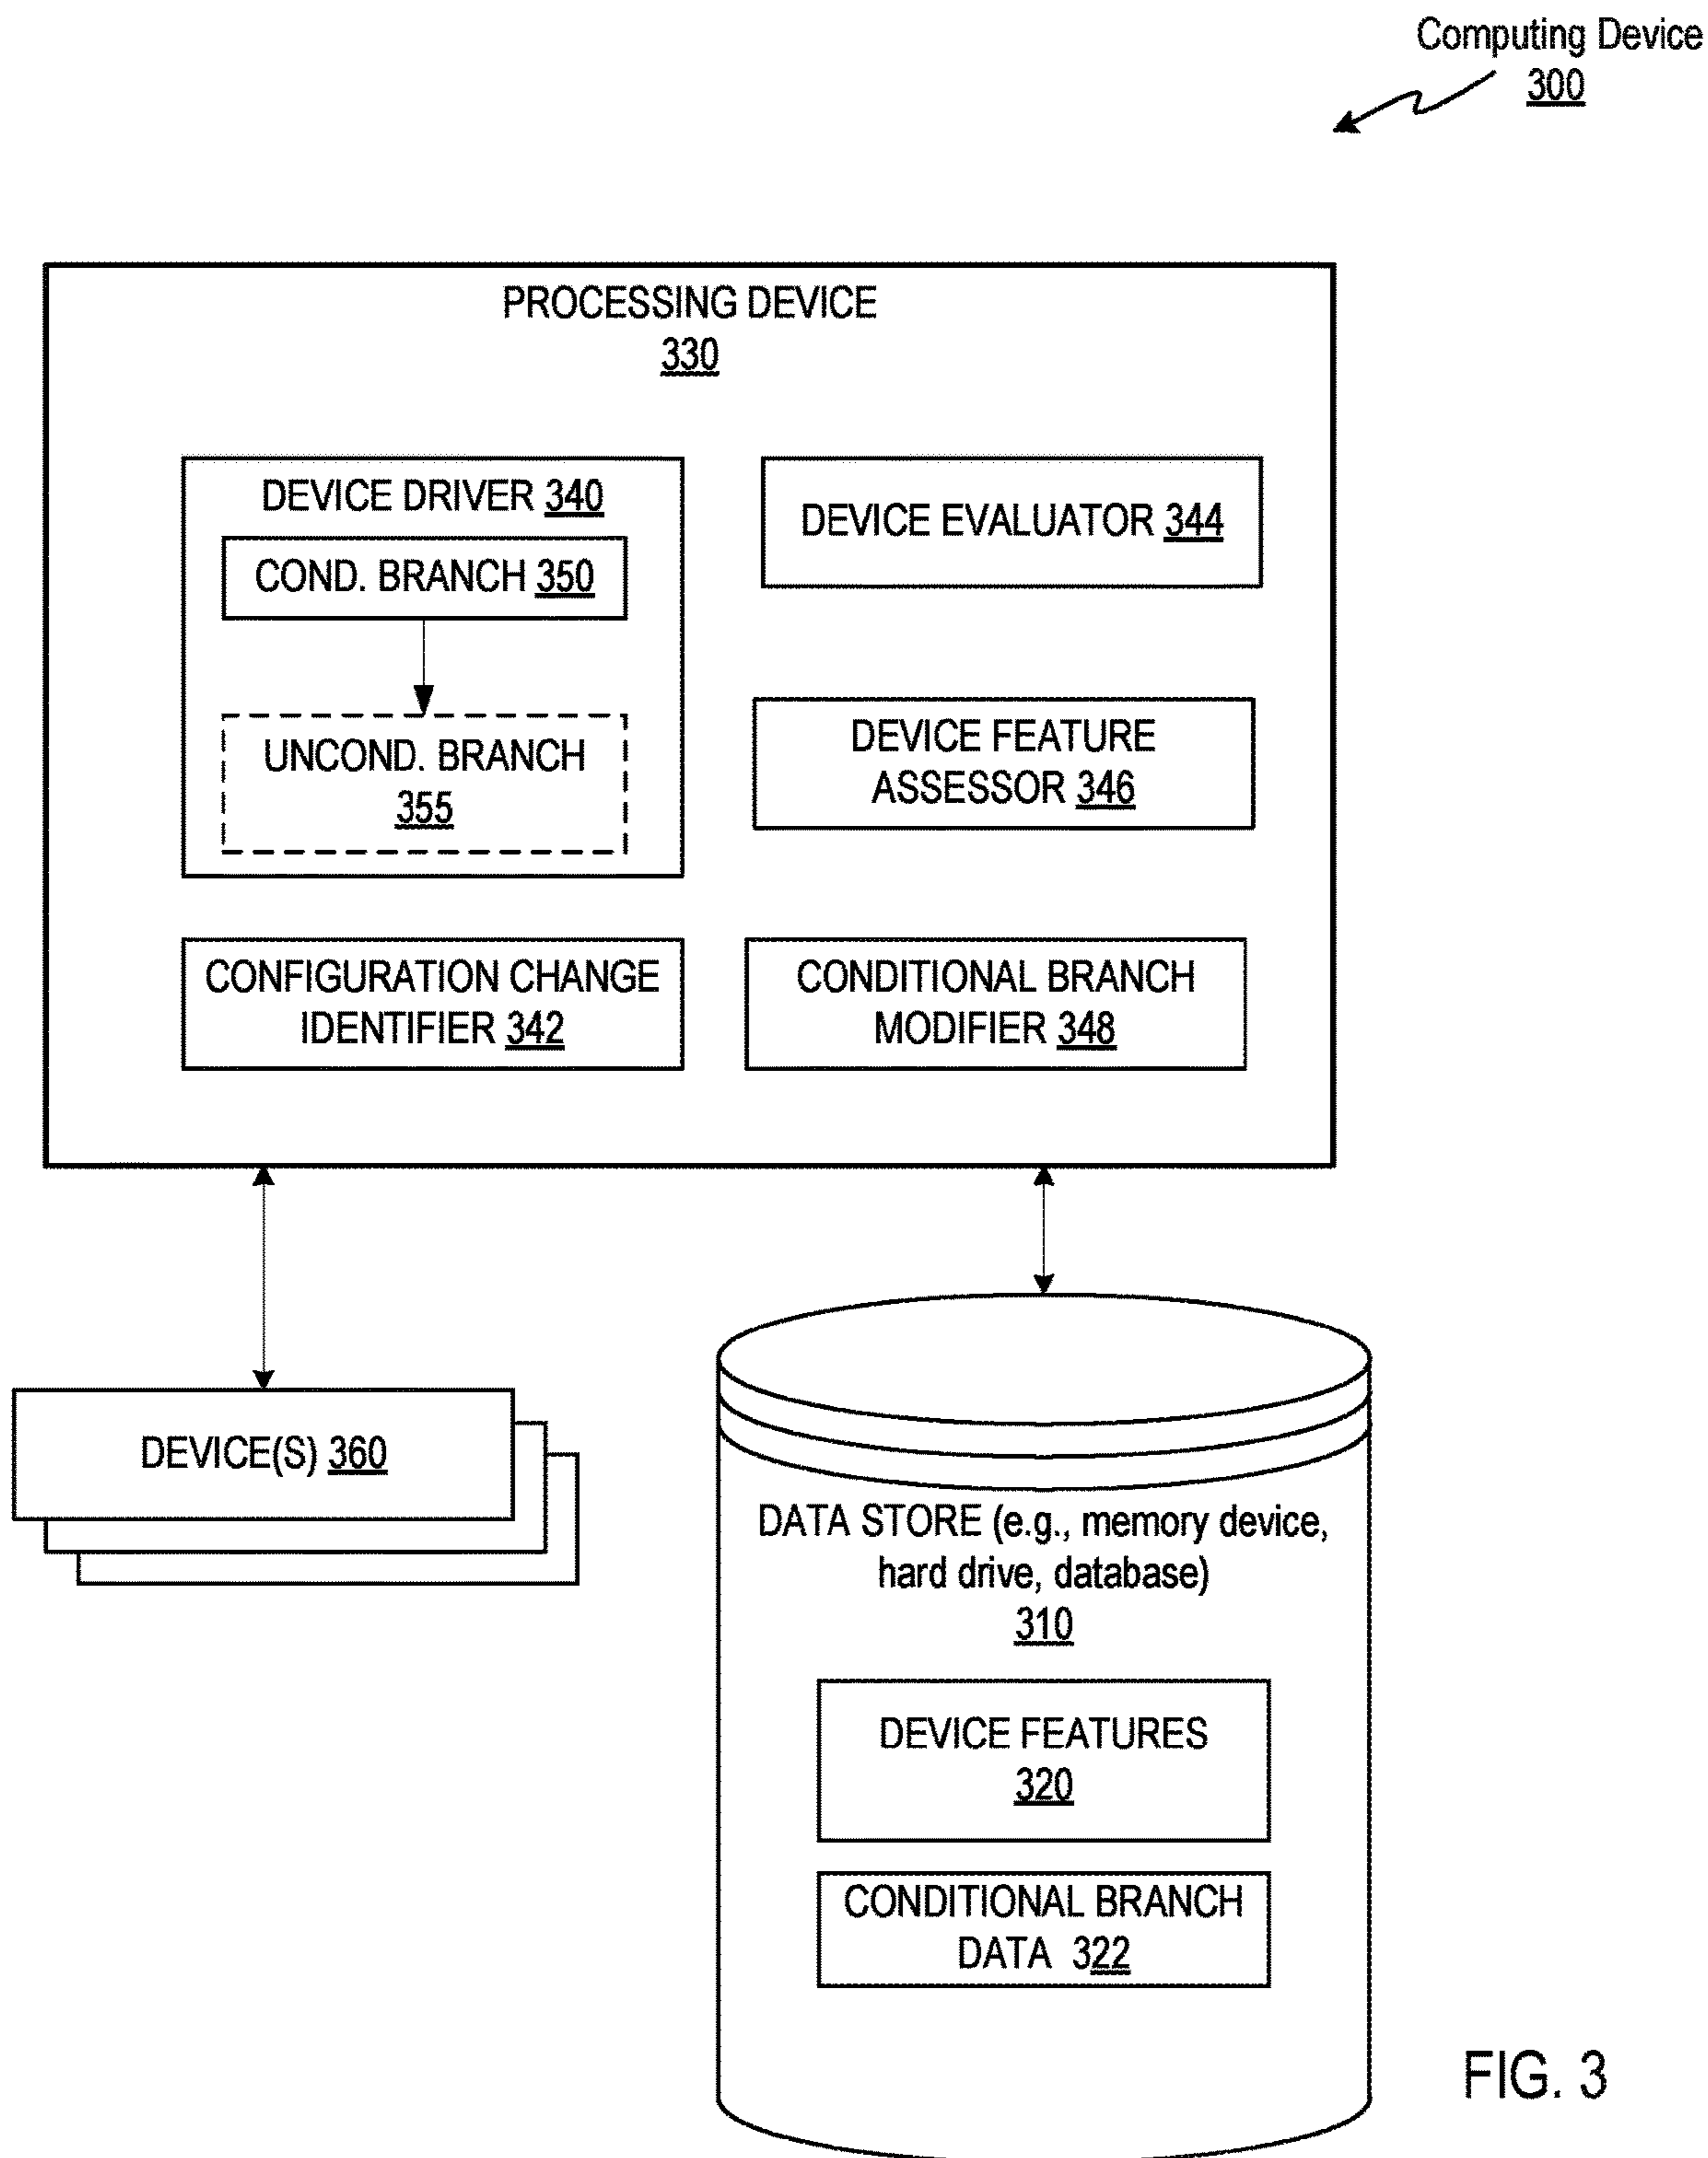 Computing Device
300
PROCESSING DEVICE
330
DEVICE DRIVER 340
COND. BRANCH 350
UNCOND. BRANCH
355
DEVICE EVALUATOR 344
DEVICE FEATURE
ASSESSOR 346
CONFIGURATION CHANGE
IDENTIFIER 342
CONDITIONAL BRANCH
MODIFIER 348
DEVICE(S) 360
DATA STORE (e.g., memory device,
hard drive, database)
310
DEVICE FEATURES
320
CONDITIONAL BRANCH
DATA 322
FIG. 3